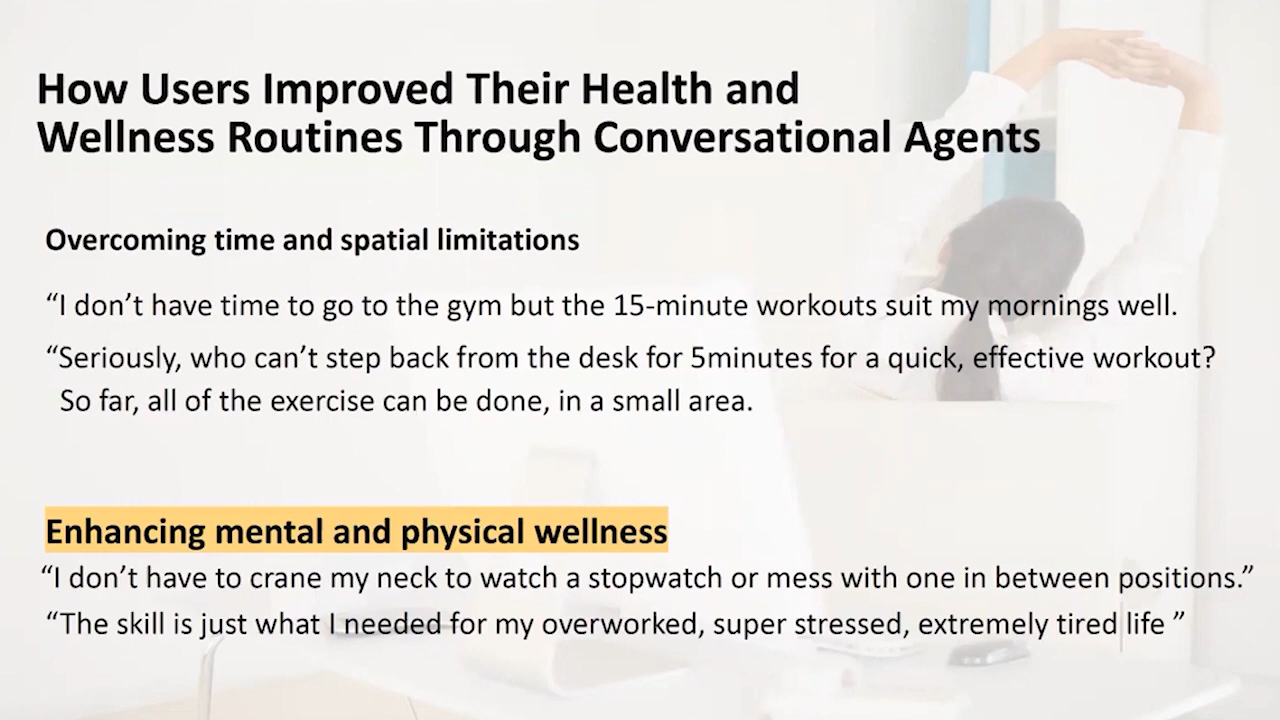 How Users Improved Their Health and
Wellness Routines Through Conversational Agents
Overcoming time and spatial limitations
“I don’t have time to go to the gym but the 15-minute workouts suit my mornings well.
“Seriously, who can’t step back from the desk for 5minutes for a quick, effective workout?
So far, all of the exercise can be done, in a small area.
Enhancing mental and physical wellness
“I don’t have to crane my neck to watch a stopwatch or mess with one in between positions.”
“The skill is just what I needed for my overworked, super stressed, extremely tired life ”